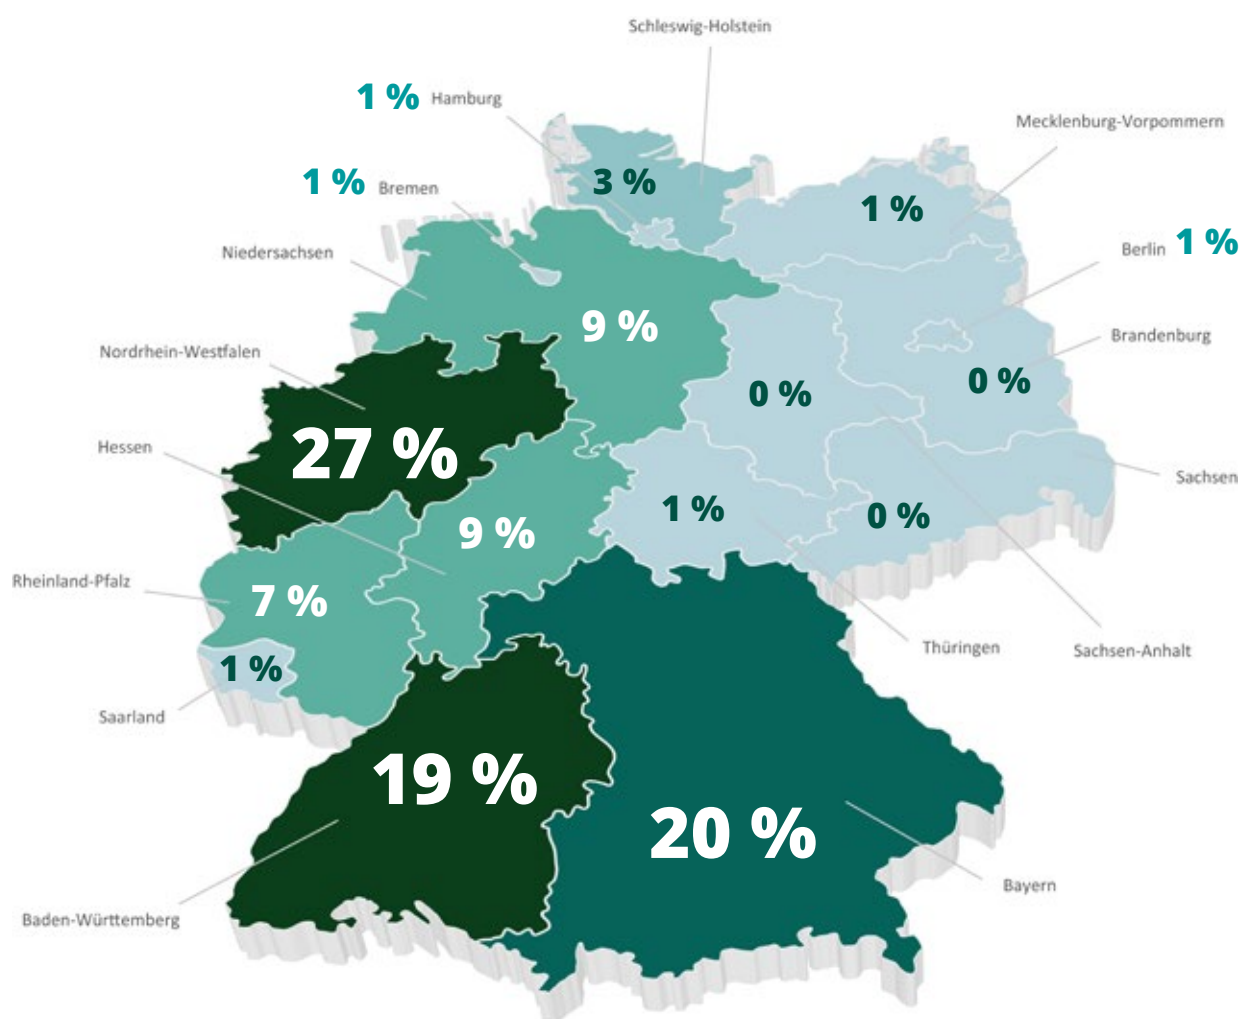 Schleswig-Holstein
1 % Hamburg
Mecklenburg-Vorpommern
3 %
1 % Bremen
1 %
Berlin 1 %
Niedersachsen
9 %
Brandenburg
Nordrhein-Westfalen
0 %
0 %
Hessen
27 %
Sachsen
1 %
0 %
9 %
Rheinland-Pfalz
7 %
Thüringen
Sachsen-Anhalt
1 %
Saarland
19 %
20 %
Bayern
Baden-Württemberg